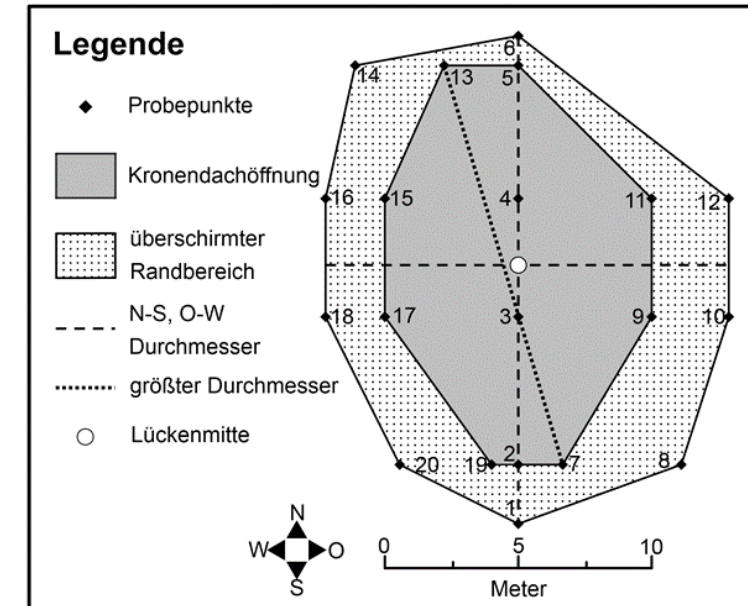 Legende
Probepunkte
Kronendachöffnung
überschirmter
Randbereich
N-S, O-W
Durchmesser
größter Durchmesser
Lückenmitte
6
14
13
5
16
15
4
11
12
18
17
3
9
10
20
19
2
7
8
1
N
W
O
S
0
5
10
Meter